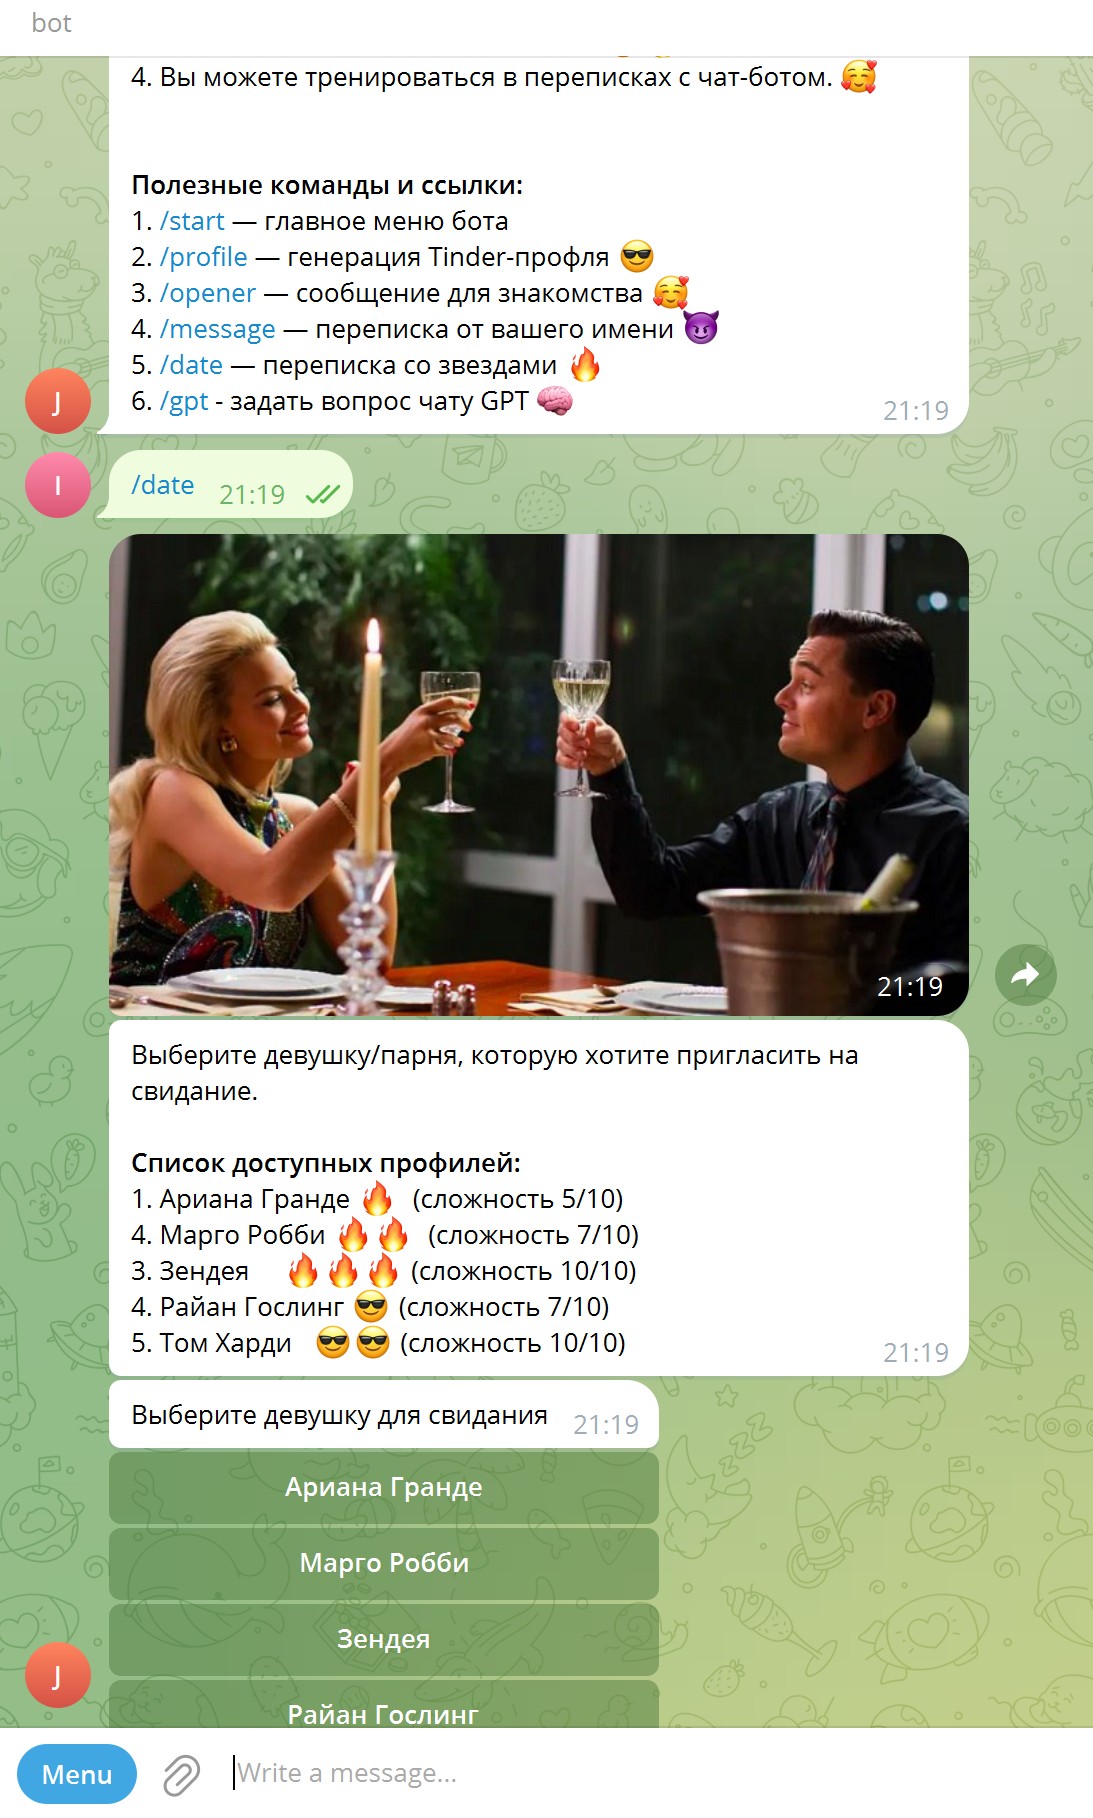 bot
4. Вы можете тренироваться в переписках с чат-ботом. 🥰
Полезные команды и ссылки:
1. /start — главное меню бота
2. /profile — генерация Tinder-профля 😎
3. /opener — сообщение для знакомства 🥰
4. /message — переписка от вашего имени 😈
5. /date — переписка со звездами 🔥
6. /gpt - задать вопрос чату GPT 🧠
21:19
J
I
/date 21:19
21:19
Выберите девушку/парня, которую хотите пригласить на
свидание.
Список доступных профилей:
1. Ариана Гранде 🔥 (сложность 5/10)
4. Марго Робби 🔥🔥 (сложность 7/10)
3. Зендея 🔥🔥🔥 (сложность 10/10)
4. Райан Гослинг 😎 (сложность 7/10)
5. Том Харди 😎😎 (сложность 10/10)
21:19
Выберите девушку для свидания 21:19
Ариана Гранде
Марго Робби
Зендея
J
Райан Гослинг
Menu
Write a message...